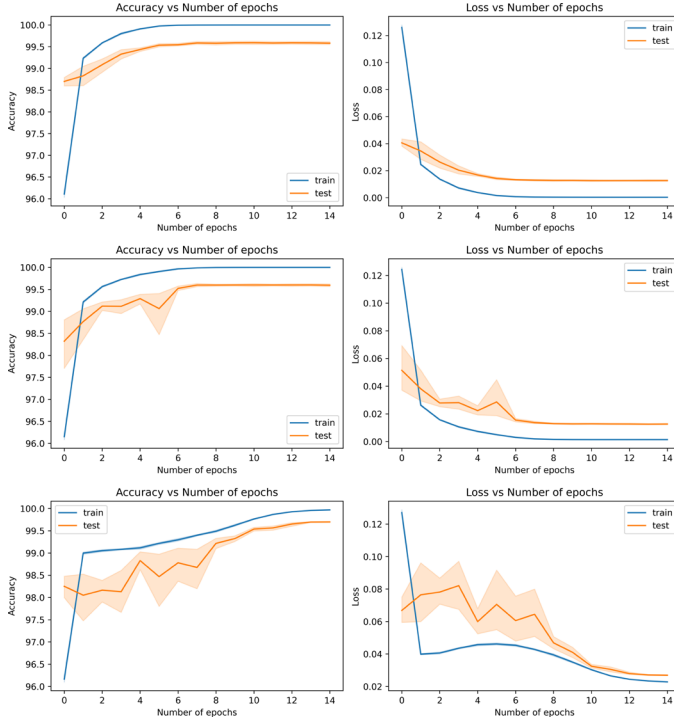 Accuracy vs Number of epochs
Accuracy
100.0
99.5
99.0
98.5
98.0
97.5
97.0
96.5
96.0
train
test
0 2 4 6 8 10 12 14
Number of epochs
Loss vs Number of epochs
Loss
0.12
0.10
0.08
0.06
0.04
0.02
0.00
train
test
0 2 4 6 8 10 12 14
Number of epochs
Accuracy vs Number of epochs
Accuracy
100.0
99.5
99.0
98.5
98.0
97.5
97.0
96.5
96.0
train
test
0 2 4 6 8 10 12 14
Number of epochs
Loss vs Number of epochs
Loss
0.12
0.10
0.08
0.06
0.04
0.02
0.00
train
test
0 2 4 6 8 10 12 14
Number of epochs
Accuracy vs Number of epochs
Accuracy
100.0
99.5
99.0
98.5
98.0
97.5
97.0
96.5
96.0
train
test
0 2 4 6 8 10 12 14
Number of epochs
Loss vs Number of epochs
Loss
0.12
0.10
0.08
0.06
0.04
0.02
train
test
0 2 4 6 8 10 12 14
Number of epochs